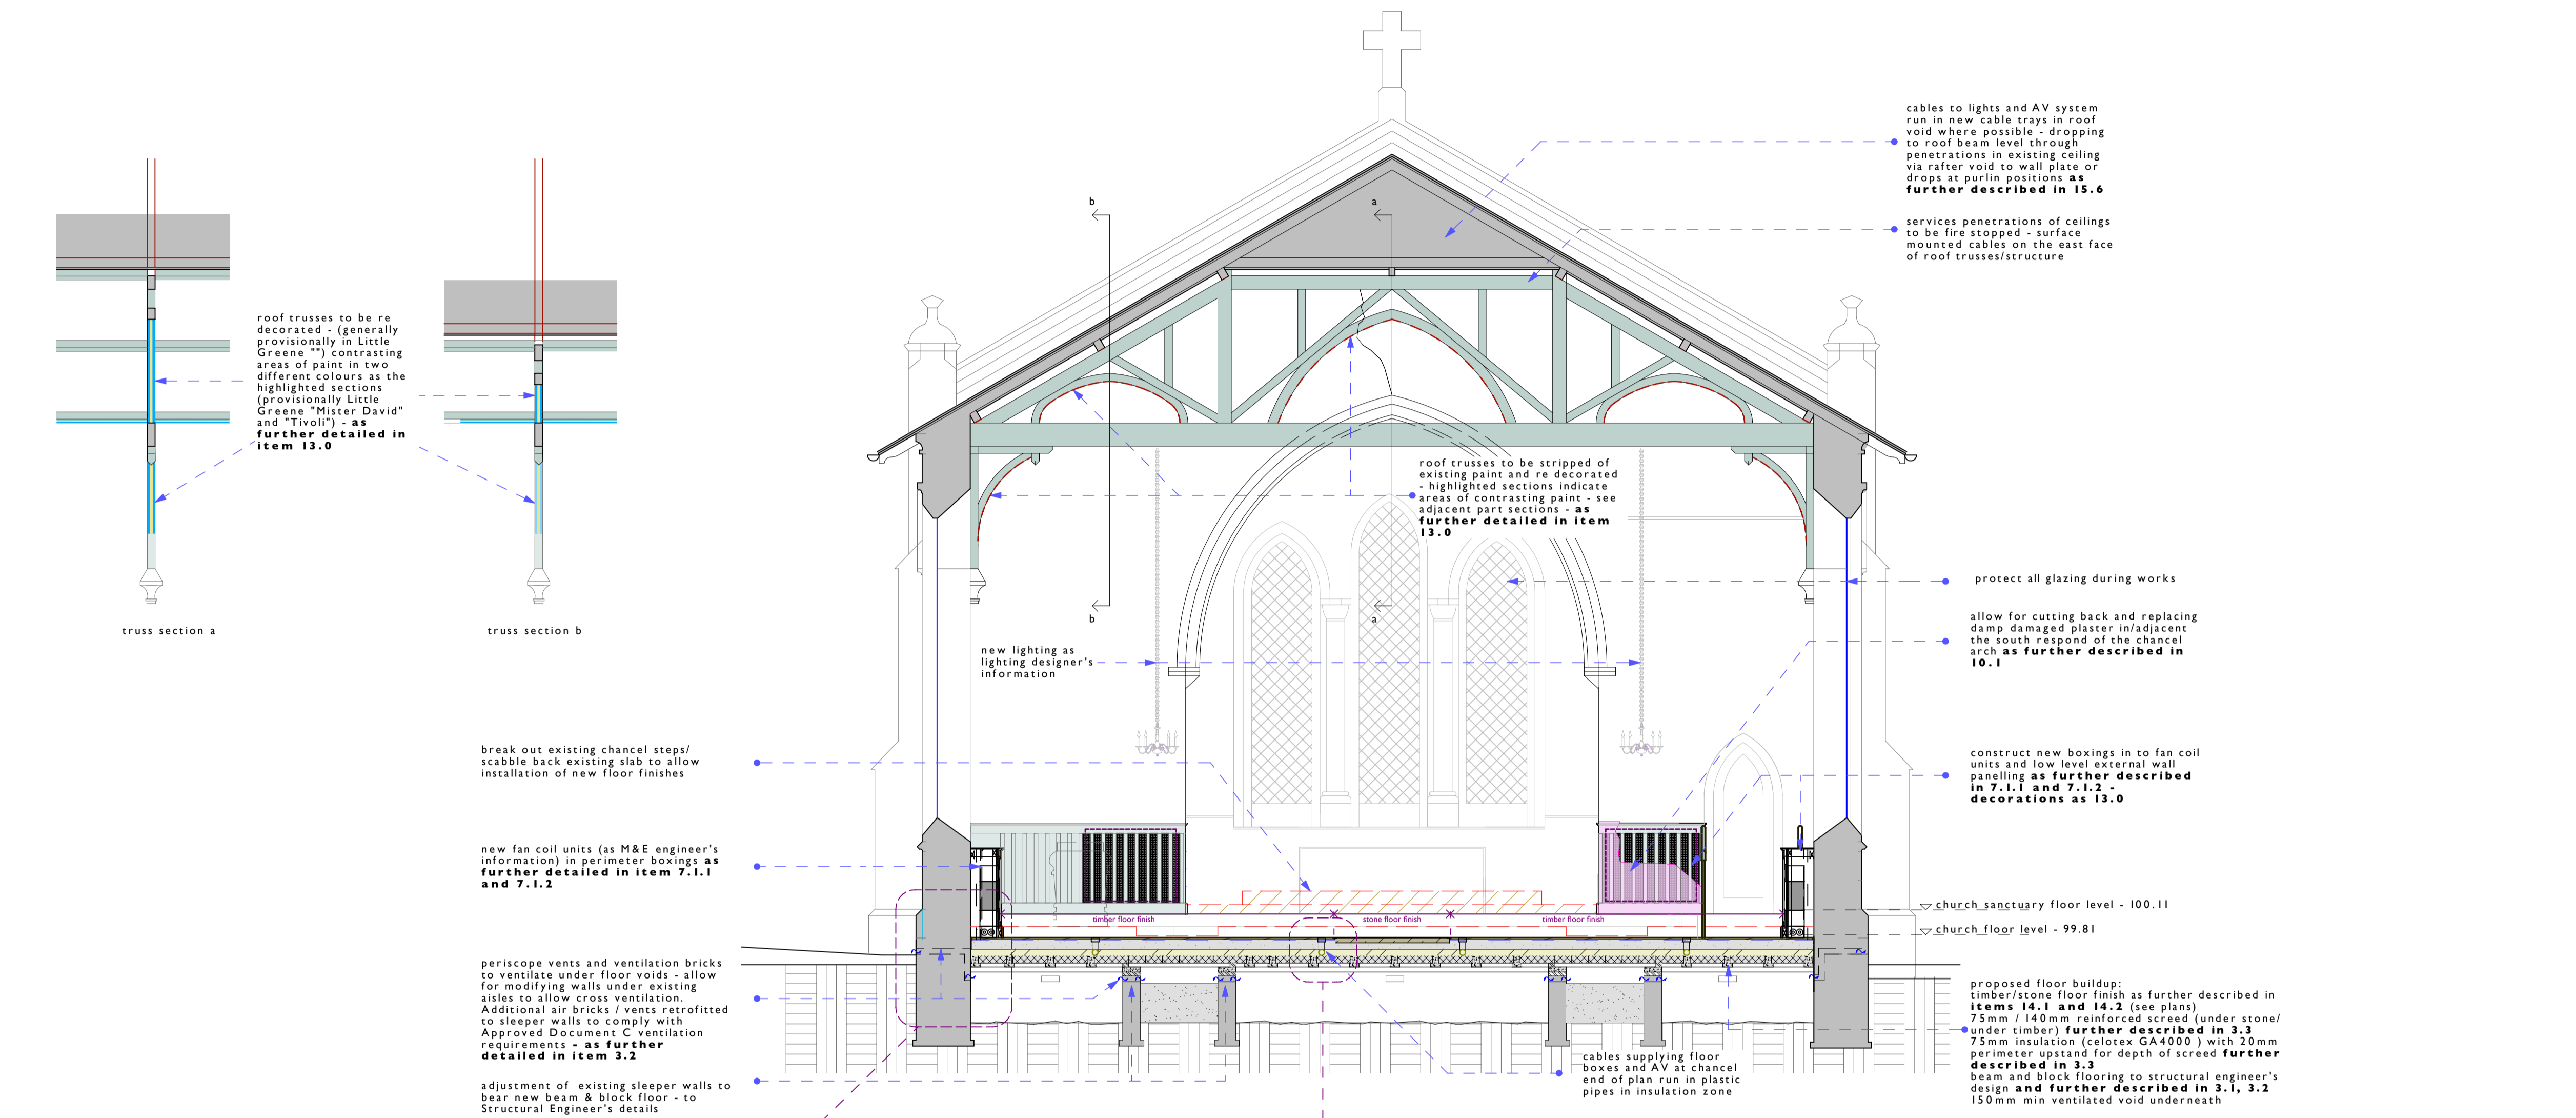 cables to lights and AV system
run in new cable trays in roof
void where possible - dropping
to roof beam level through
penetrations in existing ceiling
via rafter void to wall plate or
drops at purlin positions as
further described in 15.6
services penetrations of ceilings
to be fire stopped - surface
mounted cables on the east face
of roof trusses/structure
b
a
roof trusses to be re
decorated - (generally
provisionally in Little
Greene "") contrasting
areas of paint in two
different colours as the
highlighted sections
(provisionally Little
Greene "Mister David"
and "Tivoli") - as
further detailed in
item 13.0
roof trusses to be stripped of
existing paint and re decorated
- highlighted sections indicate
areas of contrasting paint - see
adjacent part sections - as
further detailed in item
13.0
truss section a
truss section b
b
a
protect all glazing during works
allow for cutting back and replacing
damp damaged plaster in/adjacent
the south respond of the chancel
arch as further described in
10.1
new lighting as
lighting designer's
information
break out existing chancel steps/
scabble back existing slab to allow
installation of new floor finishes
construct new boxings in to fan coil
units and low level external wall
panelling as further described
in 7.1.1 and 7.1.2 -
decorations as 13.0
new fan coil units (as M&E engineer's
information) in perimeter boxings as
further detailed in item 7.1.1
and 7.1.2
timber floor finish
stone floor finish
timber floor finish
church sanctuary floor level - 100.11
church floor level - 99.81
periscope vents and ventilation bricks
to ventilate under floor voids - allow
for modifying walls under existing
aisles to allow cross ventilation.
Additional air bricks / vents retrofitted
to sleeper walls to comply with
Approved Document C ventilation
requirements - as further
detailed in item 3.2
adjustment of existing sleeper walls to
bear new beam & block floor - to
Structural Engineer's details
cables supplying floor
boxes and AV at chancel
end of plan run in plastic
pipes in insulation zone
proposed floor buildup:
timber/stone floor finish as further described in
items 14.1 and 14.2 (see plans)
75mm / 140mm reinforced screed (under stone/
under timber) further described in 3.3
75mm insulation (celotex GA4000 ) with 20mm
perimeter upstand for depth of screed further
described in 3.3
beam and block flooring to structural engineer's
design and further described in 3.1, 3.2
150mm min ventilated void underneath